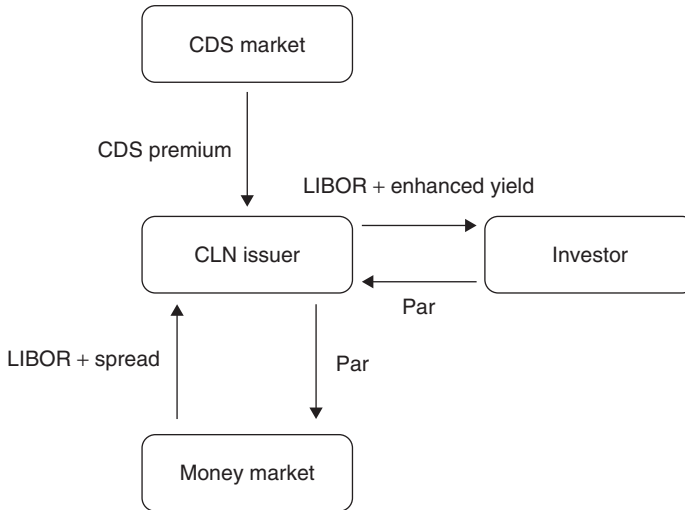 CDS market
CDS premium
LIBOR + enhanced yield
CLN issuer
Investor
Par
LIBOR + spread
Par
Money market